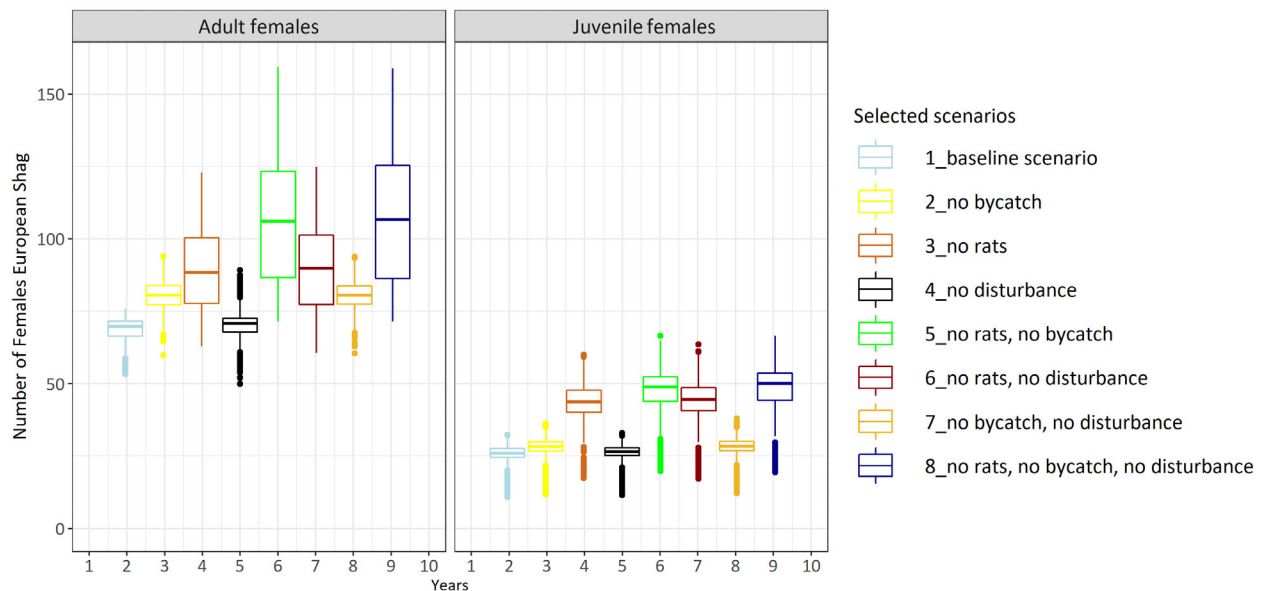 Adult females
Juvenile females
Number of Females European Shag
150
100
50
0
1 2 3 4 5 6 7 8 9 10
1 2 3 4 5 6 7 8 9 10
Years
Selected scenarios
1_baseline scenario
2_no bycatch
3_no rats
4_no disturbance
5_no rats, no bycatch
6_no rats, no disturbance
7_no bycatch, no disturbance
8_no rats, no bycatch, no disturbance